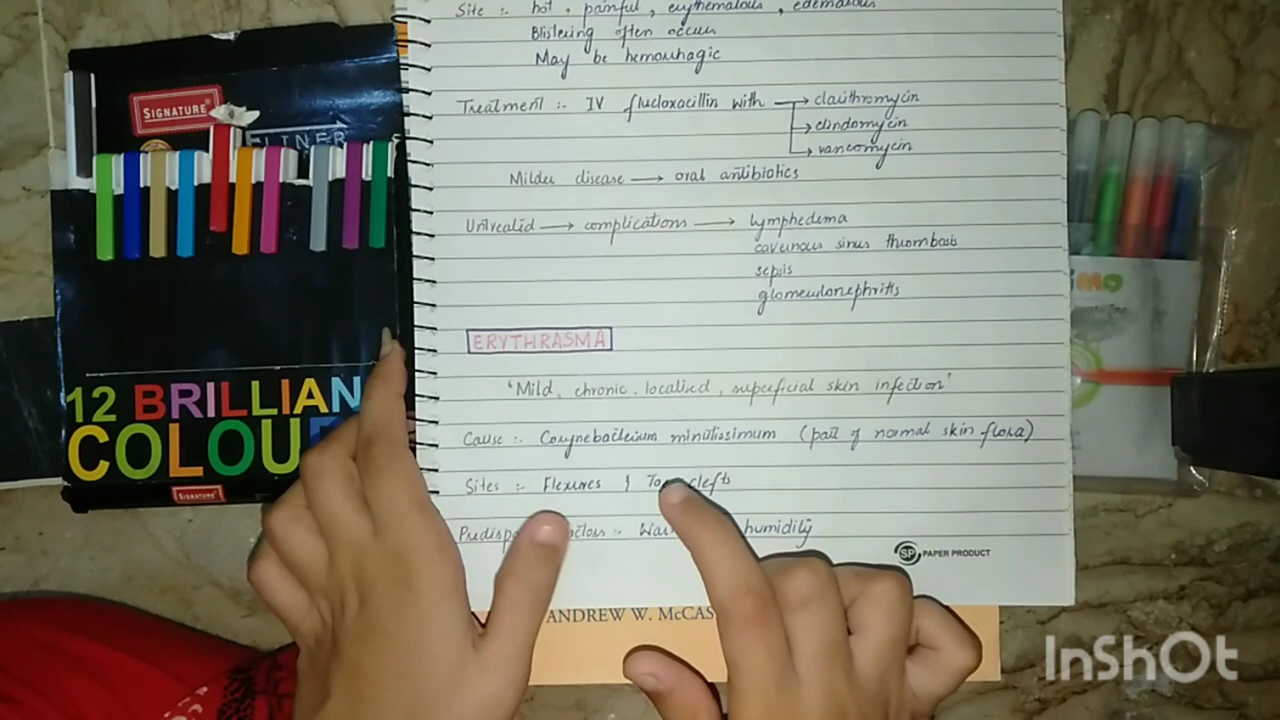 Site :- hot, painful, erythematous, edematous
Blistering often occurs
May be hemorrhagic
Treatment :- IV flucloxacillin with → clarithromycin
→ clindamycin
→ vancomycin
Milder disease → oral antibiotics
Untreated → complications → lymphedema
cavernous sinus thrombosis
sepsis
glomerulonephritis
ERYTHRASMA
'Mild, chronic, localised, superficial skin infection'
Cause :- Corynebacterium minutissimum (part of normal skin flora)
Sites :- Flexures & clefts
:- humidity
SP PAPER PRODUCT
ANDREW W. McCAS
SIGNATURE
LINER
12 BRILLIAN
COLOU
SIGNATURE
InShOt